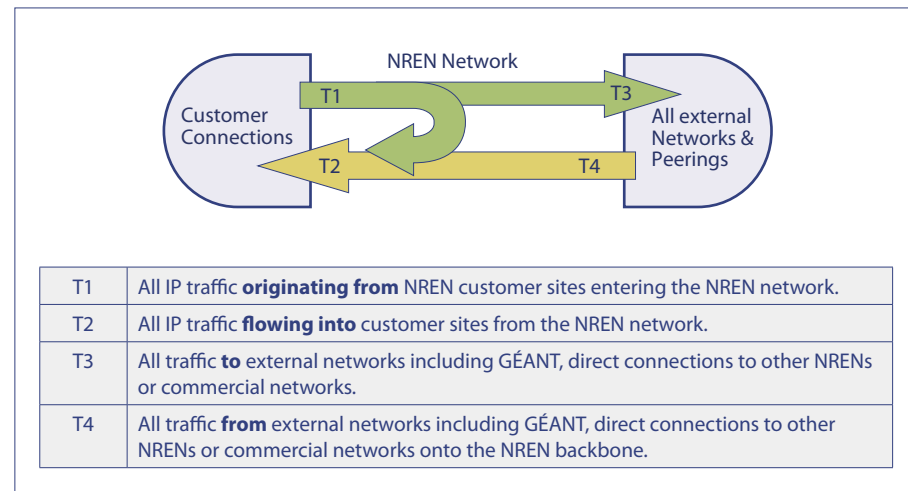 NREN Network
T1
T3
Customer
Connections
All external
Networks &
Peerings
T2
T4
T1 All IP traffic originating from NREN customer sites entering the NREN network.
T2 All IP traffic flowing into customer sites from the NREN network.
T3 All traffic to external networks including GÉANT, direct connections to other NRENs
or commercial networks.
T4 All traffic from external networks including GÉANT, direct connections to other
NRENs or commercial networks onto the NREN backbone.